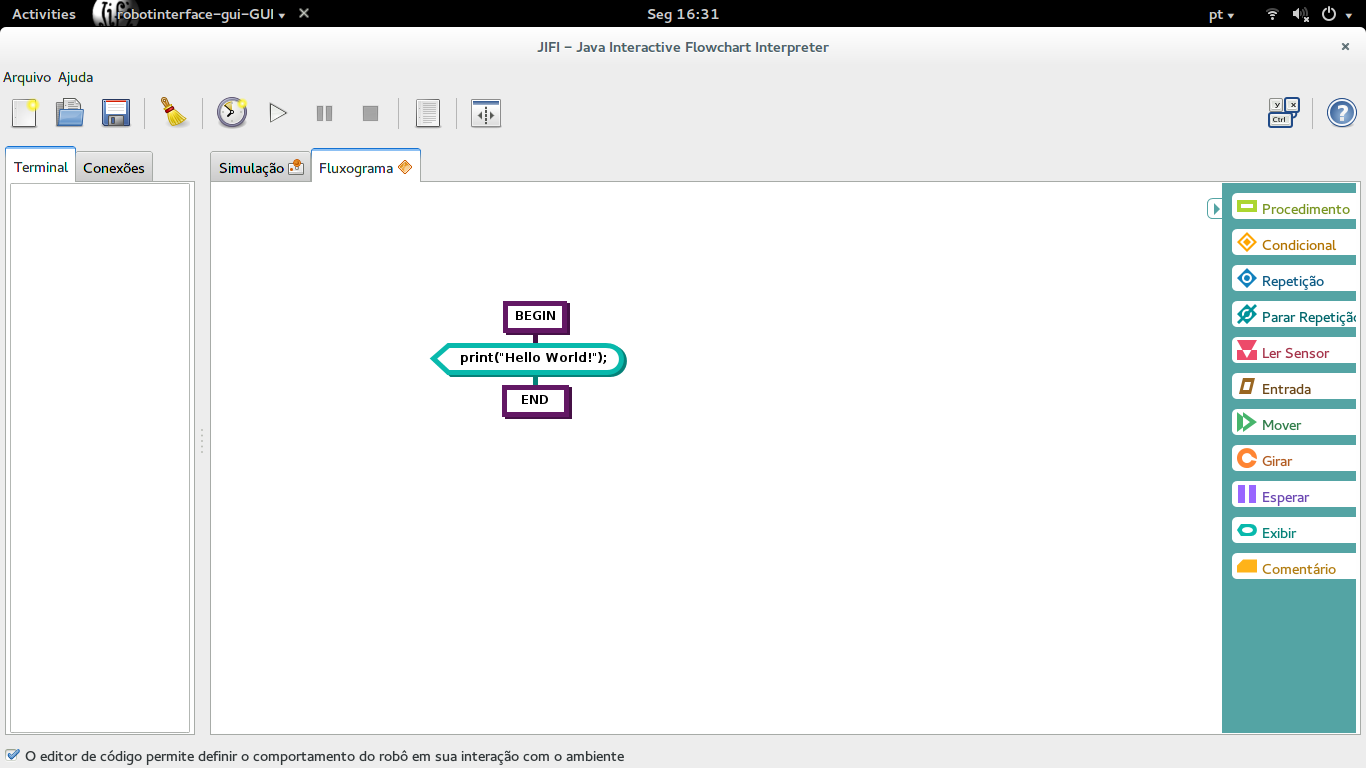 Activities robotinterface-gui-GUI Seg 16:31 pt
JIFI – Java Interactive Flowchart Interpreter
Arquivo Ajuda
y x
Ctrl
?
Terminal Conexões
Simulação Fluxograma
Procedimento
Condicional
Repetição
Parar Repetição
Ler Sensor
Entrada
Mover
Girar
Esperar
Exibir
Comentário
BEGIN
print("Hello World!");
END
O editor de código permite definir o comportamento do robô em sua interação com o ambiente